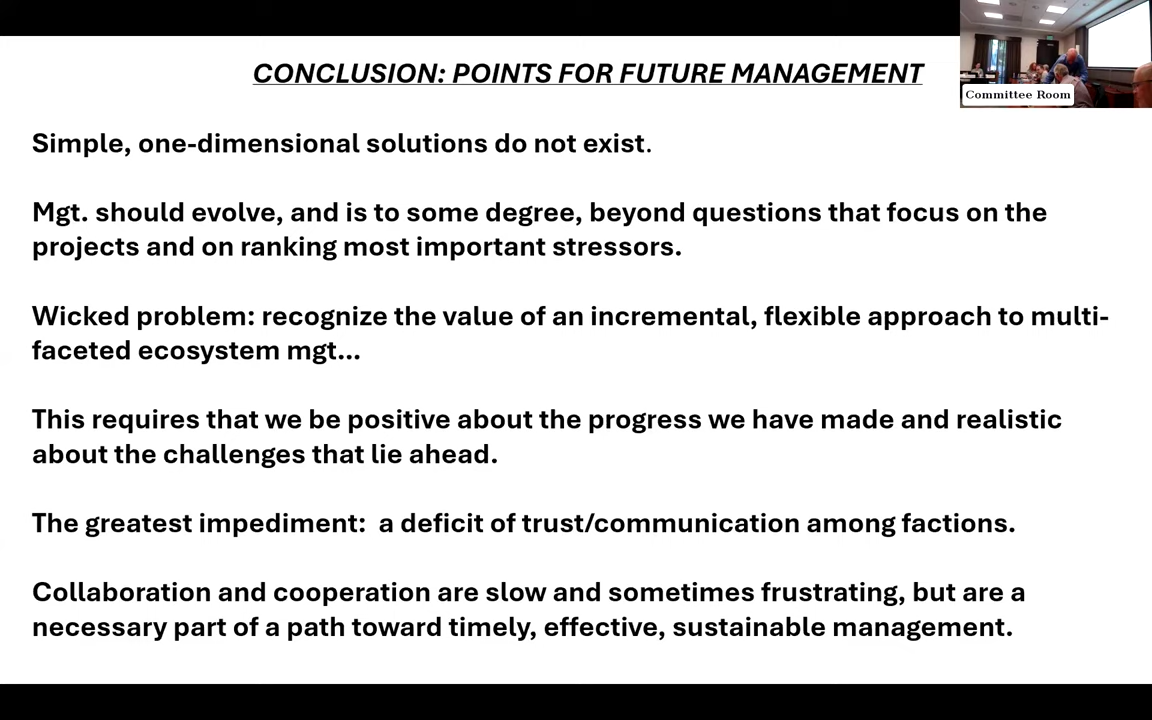 CONCLUSION: POINTS FOR FUTURE MANAGEMENT
Committee Room
Simple, one-dimensional solutions do not exist.
Mgt. should evolve, and is to some degree, beyond questions that focus on the
projects and on ranking most important stressors.
Wicked problem: recognize the value of an incremental, flexible approach to multi-
faceted ecosystem mgt...
This requires that we be positive about the progress we have made and realistic
about the challenges that lie ahead.
The greatest impediment:  a deficit of trust/communication among factions.
Collaboration and cooperation are slow and sometimes frustrating, but are a
necessary part of a path toward timely, effective, sustainable management.